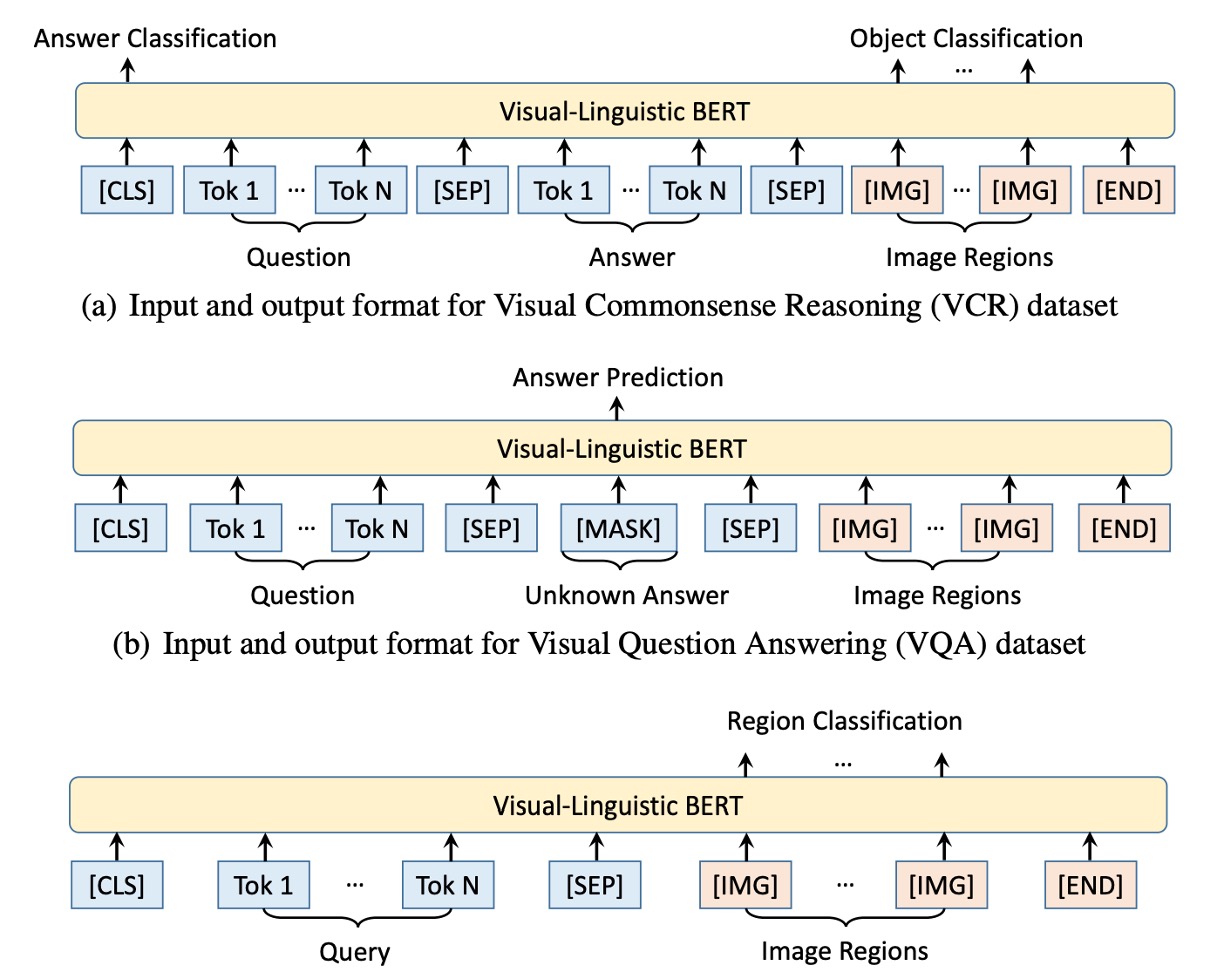 Answer Classification Object Classification
...
Visual-Linguistic BERT
[CLS] Tok 1 ... Tok N [SEP] Tok 1 ... Tok N [SEP] [IMG] ... [IMG] [END]
Question Answer Image Regions
(a) Input and output format for Visual Commonsense Reasoning (VCR) dataset
Answer Prediction
Visual-Linguistic BERT
[CLS] Tok 1 ... Tok N [SEP] [MASK] [SEP] [IMG] ... [IMG] [END]
Question Unknown Answer Image Regions
(b) Input and output format for Visual Question Answering (VQA) dataset
Region Classification
...
Visual-Linguistic BERT
[CLS] Tok 1 ... Tok N [SEP] [IMG] ... [IMG] [END]
Query Image Regions